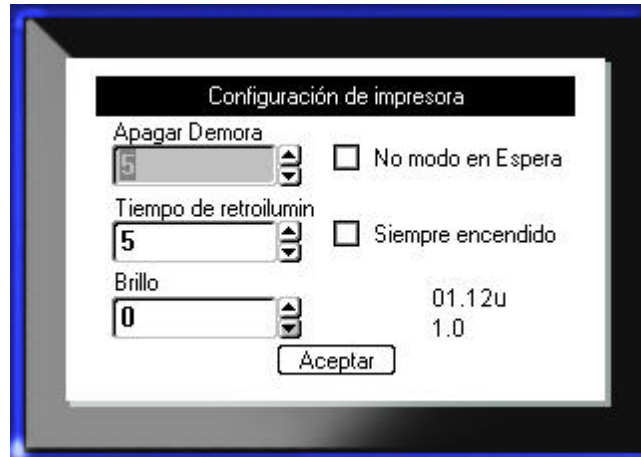 Configuración de impresora
Apagar Demora
5
No modo en Espera
Tiempo de retroilumin
5
Siempre encendido
Brillo
0
01.12u
1.0
Aceptar